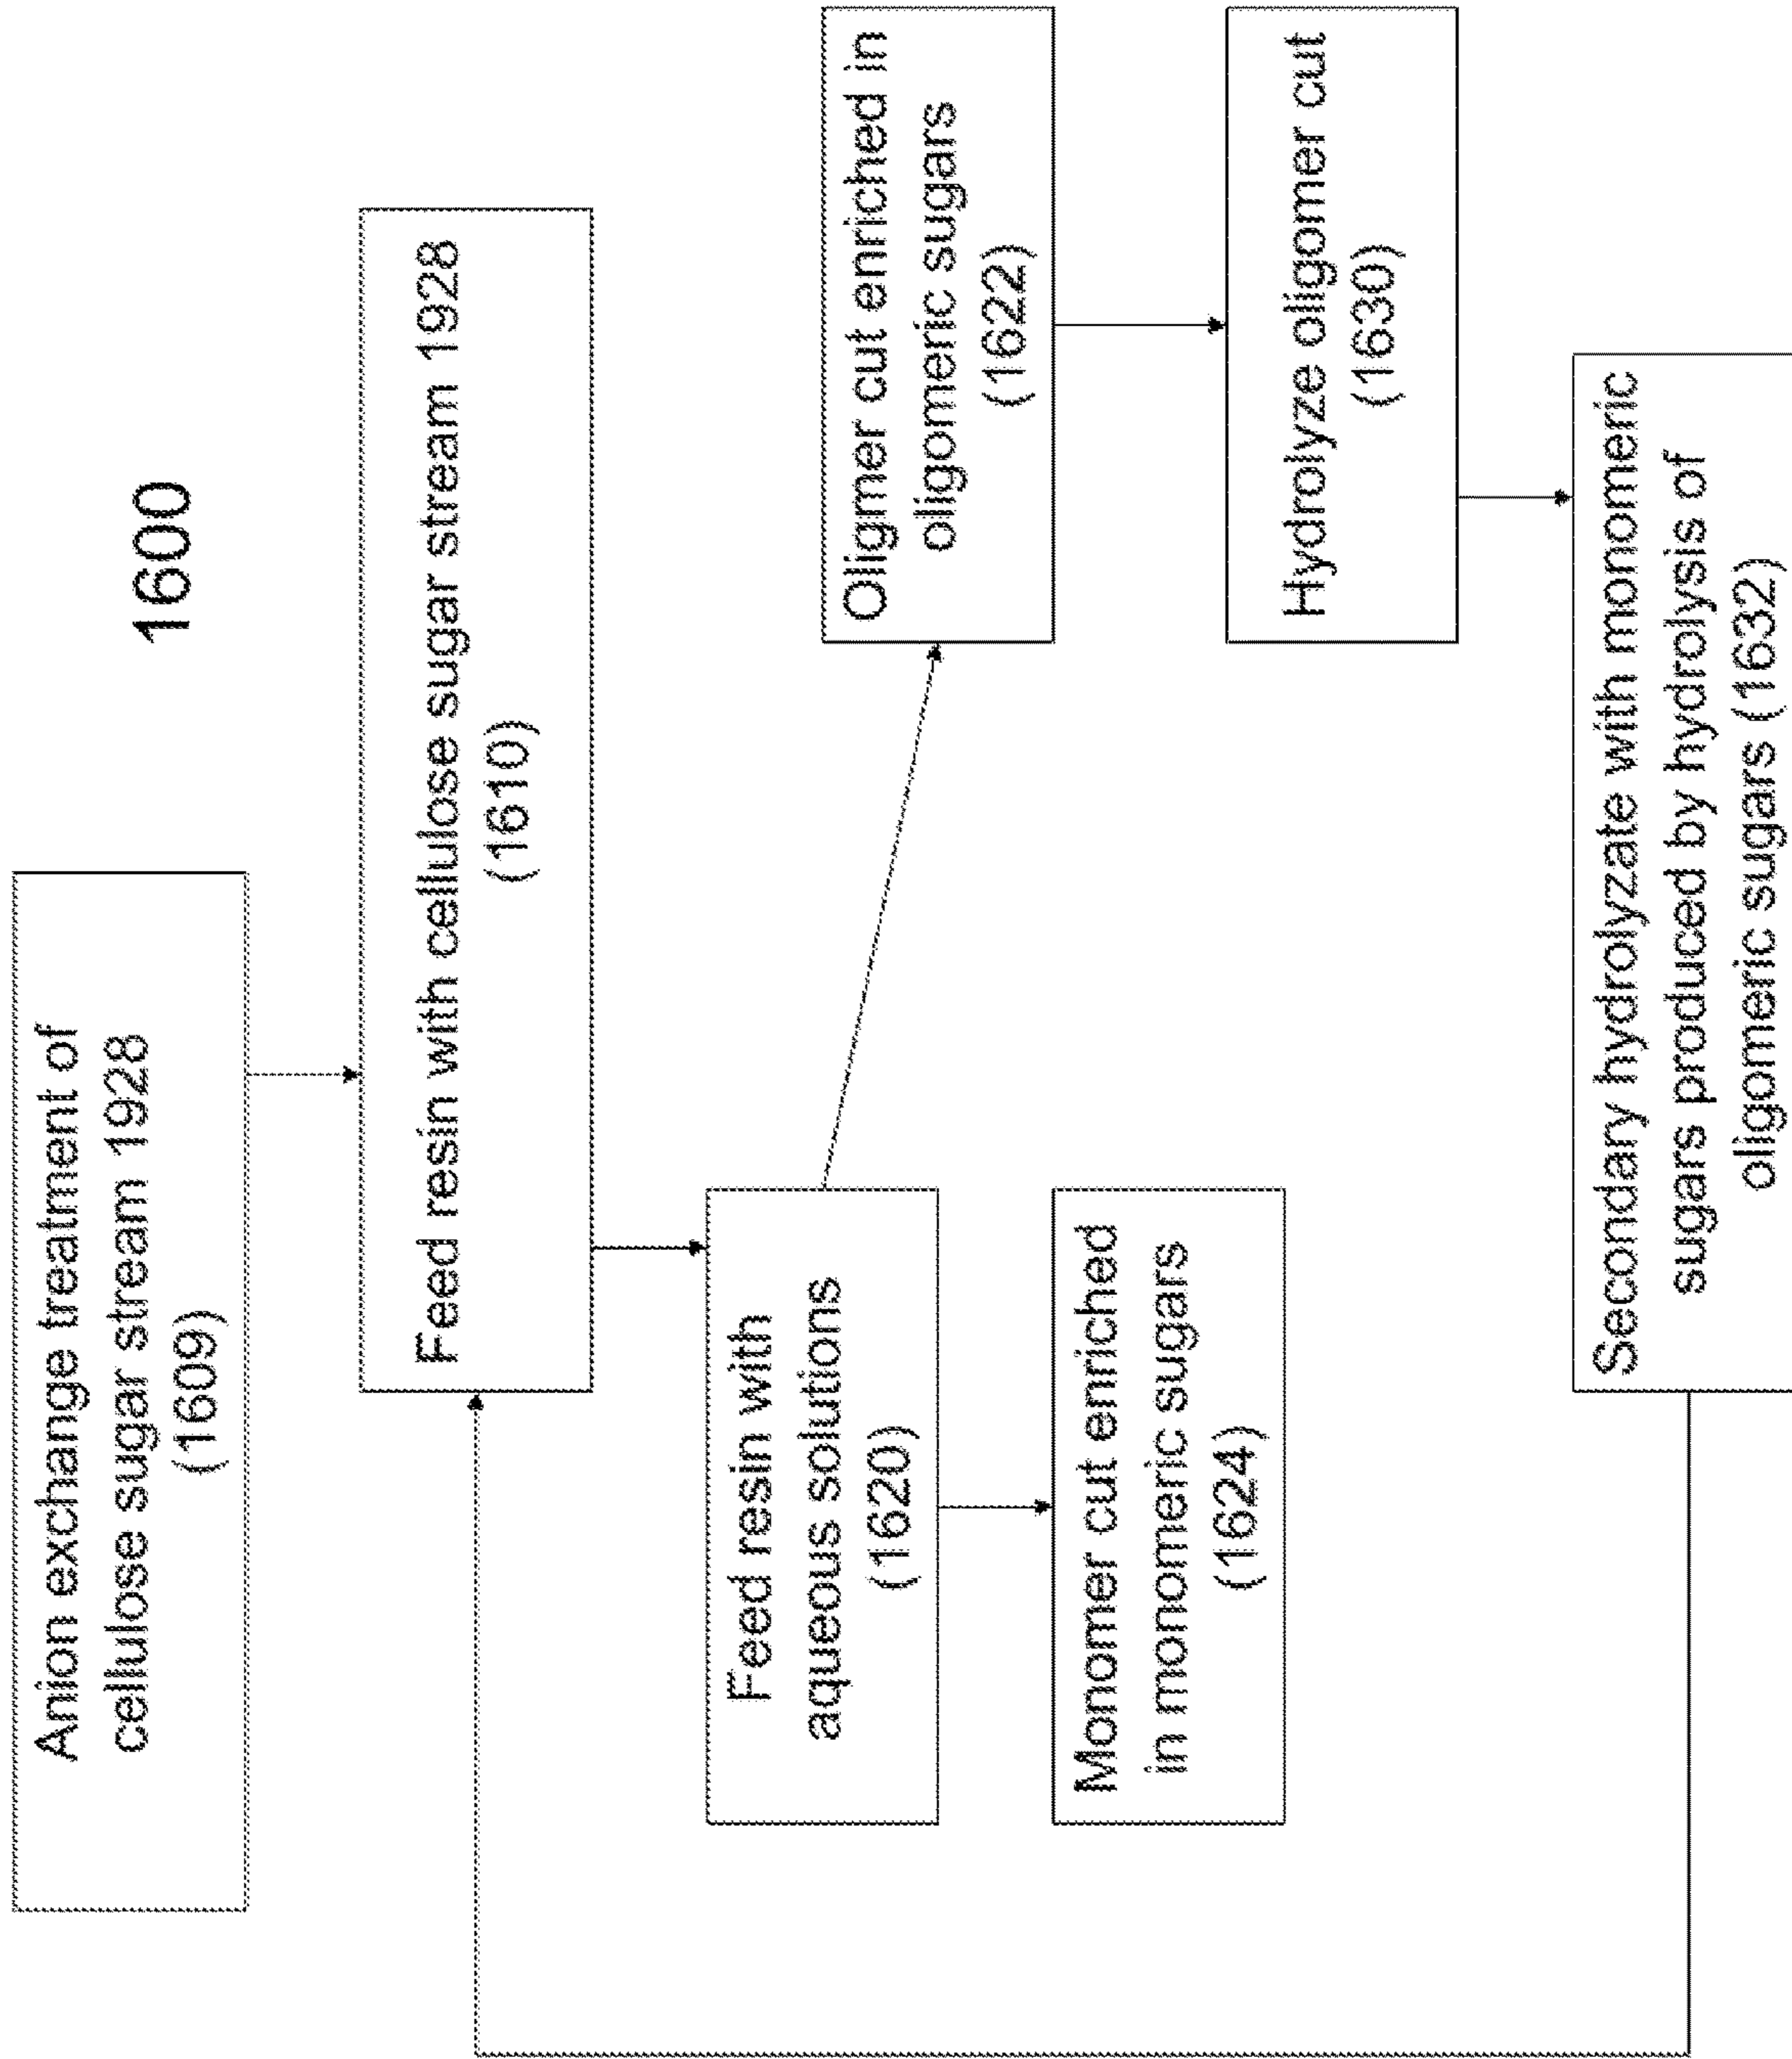 1600
Anion exchange treatment of
cellulose sugar stream 1928
(1609)
Feed resin with cellulose sugar stream 1928
(1610)
Feed resin with
aqueous solutions
(1620)
Monomer cut enriched
in monomeric sugars
(1624)
Oligmer cut enriched in
oligomeric sugars
(1622)
Hydrolyze oligomer cut
(1630)
Secondary hydrolyzate with monomeric
sugars produced by hydrolysis of
oligomeric sugars (1632)